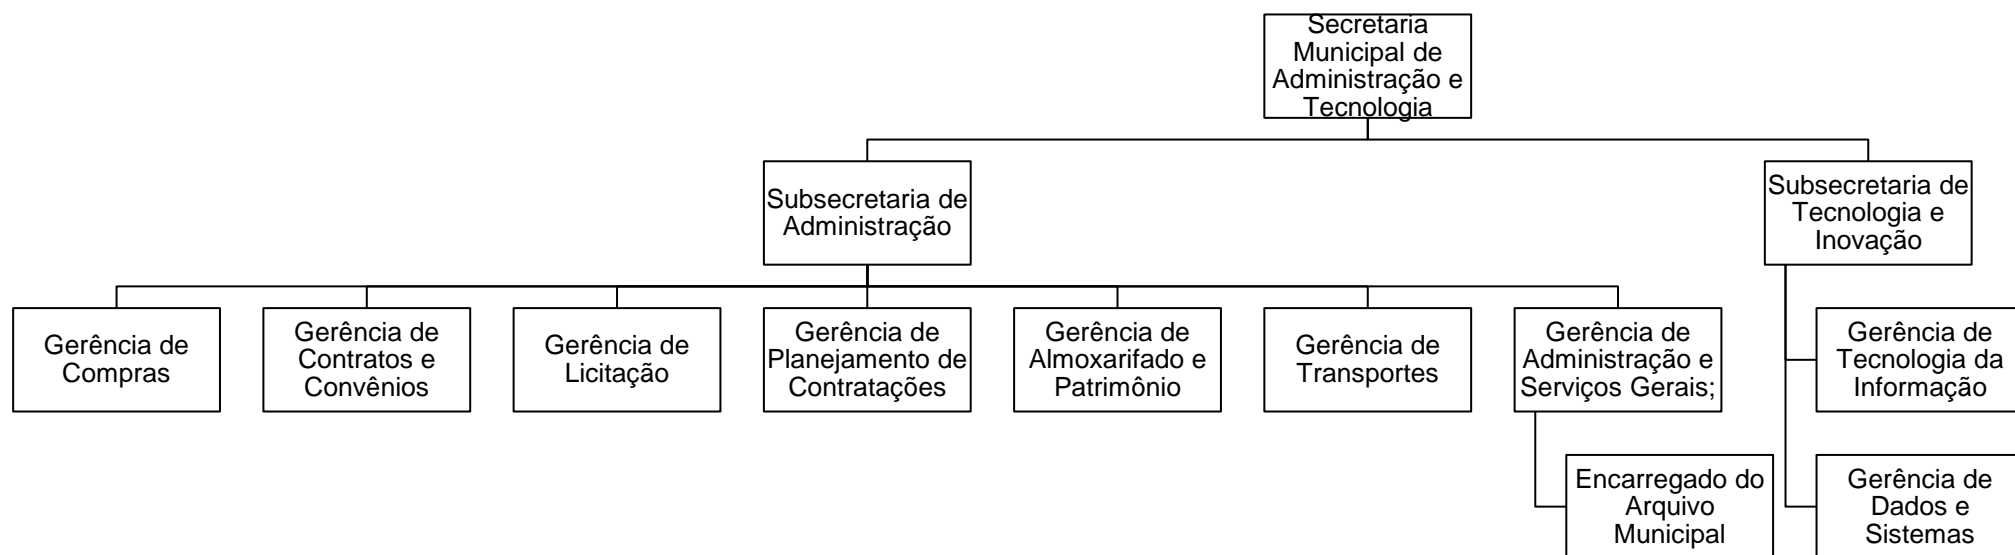 Secretaria
Municipal de
Administração e
Tecnologia
Subsecretaria de
Administração
Subsecretaria de
Tecnologia e
Inovação
Gerência de
Compras
Gerência de
Contratos e
Convênios
Gerência de
Licitação
Gerência de
Planejamento de
Contratações
Gerência de
Almoxarifado e
Patrimônio
Gerência de
Transportes
Gerência de
Administração e
Serviços Gerais;
Gerência de
Tecnologia da
Informação
Encarregado do
Arquivo
Municipal
Gerência de
Dados e
Sistemas